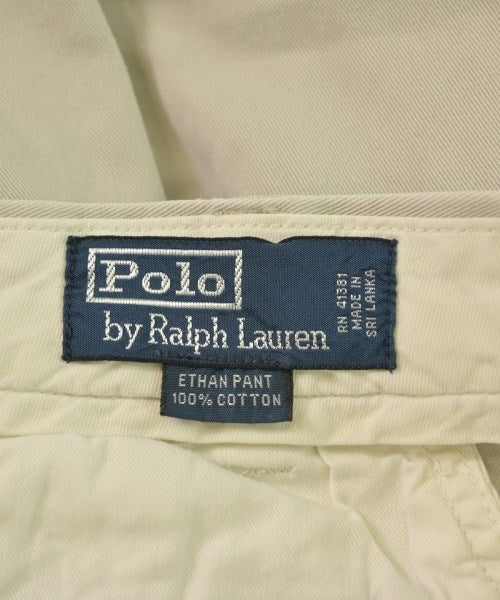 Polo
by Ralph Lauren
RN 41381
MADE IN
SRI LANKA
ETHAN PANT
100% COTTON